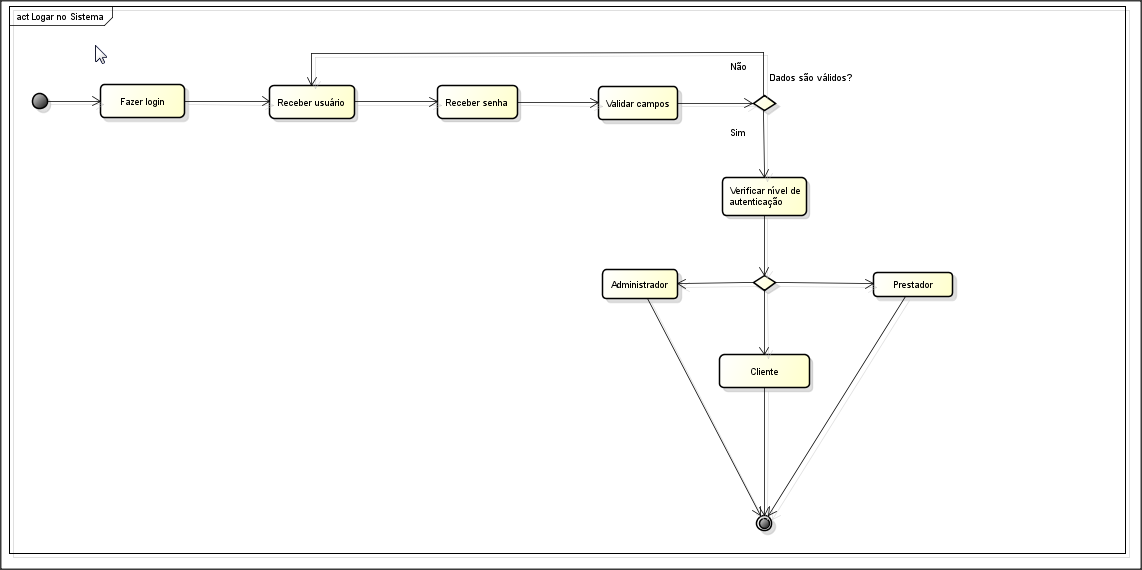 act Logar no Sistema
Não
Dados são válidos?
Fazer login
Receber usuário
Receber senha
Validar campos
Sim
Verificar nível de
autenticação
Administrador
Prestador
Cliente